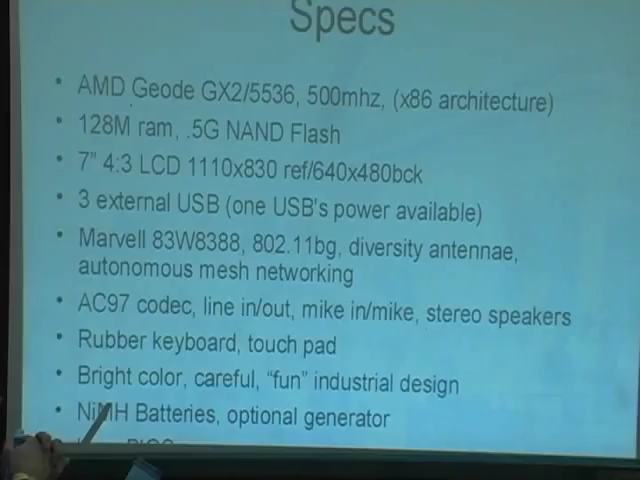 Specs
• AMD Geode GX2/5536, 500mhz, (x86 architecture)
• 128M ram, .5G NAND Flash
• 7” 4:3 LCD 1110x830 ref/640x480bck
• 3 external USB (one USB's power available)
• Marvell 83W8388, 802.11bg, diversity antennae,
autonomous mesh networking
• AC97 codec, line in/out, mike in/mike, stereo speakers
• Rubber keyboard, touch pad
• Bright color, careful, “fun” industrial design
• NiMH Batteries, optional generator